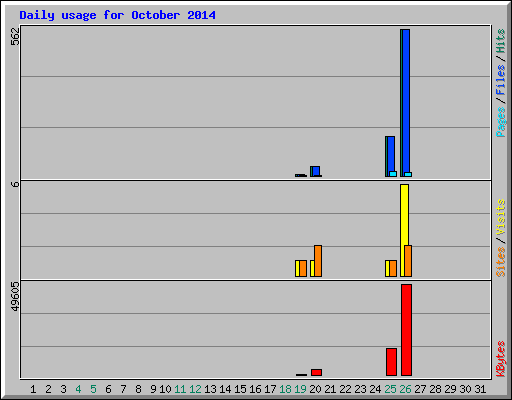 Daily usage for October 2014
562
6
49605
Pages/Files/Hits
Sites/Visits
KBytes
1 2 3 4 5 6 7 8 9 10 11 12 13 14 15 16 17 18 19 20 21 22 23 24 25 26 27 28 29 30 31